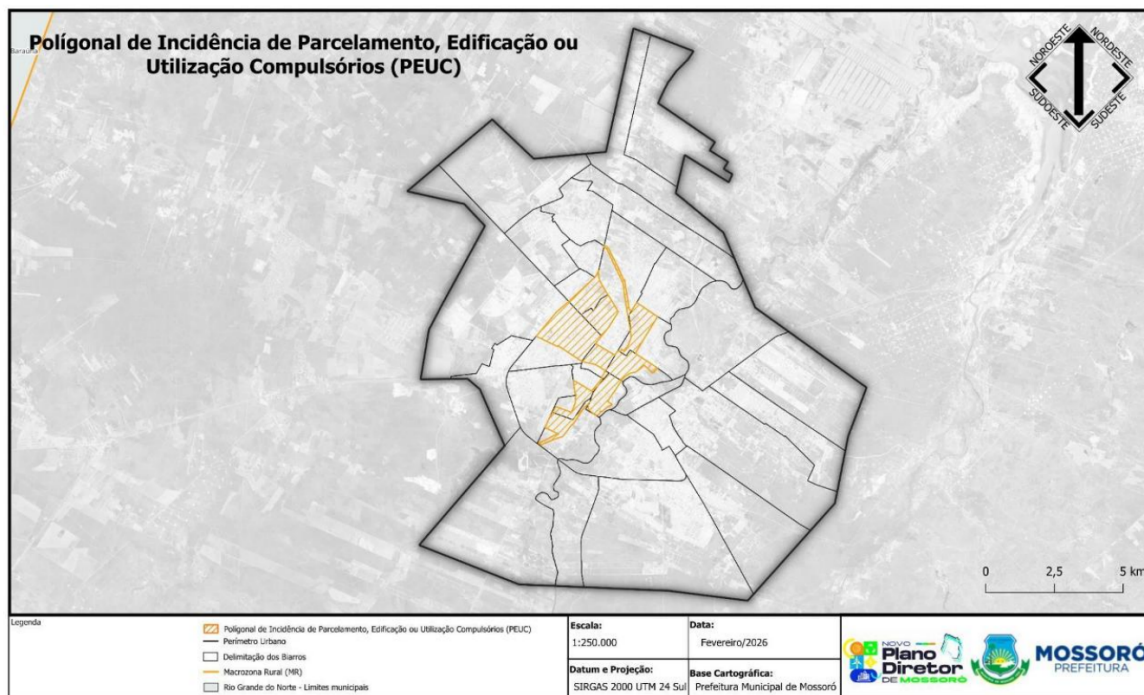 Polígonal de Incidência de Parcelamento, Edificação ou
Utilização Compulsórios (PEUC)
Baraúna
NOROESTE
NORDESTE
SUDOESTE
SUDESTE
0 2,5 5 km
Legenda
Polígonal de Incidência de Parcelamento, Edificação ou Utilização Compulsórios (PEUC)
Perímetro Urbano
Delimitação dos Biarros
Macrozona Rural (MR)
Rio Grande do Norte - Limites municipais
Escala:
1:250.000
Data:
Fevereiro/2026
Datum e Projeção:
SIRGAS 2000 UTM 24 Sul
Base Cartográfica:
Prefeitura Municipal de Mossoró
NOVO
Plano
Diretor
DE MOSSORÓ
MOSSORÓ
PREFEITURA